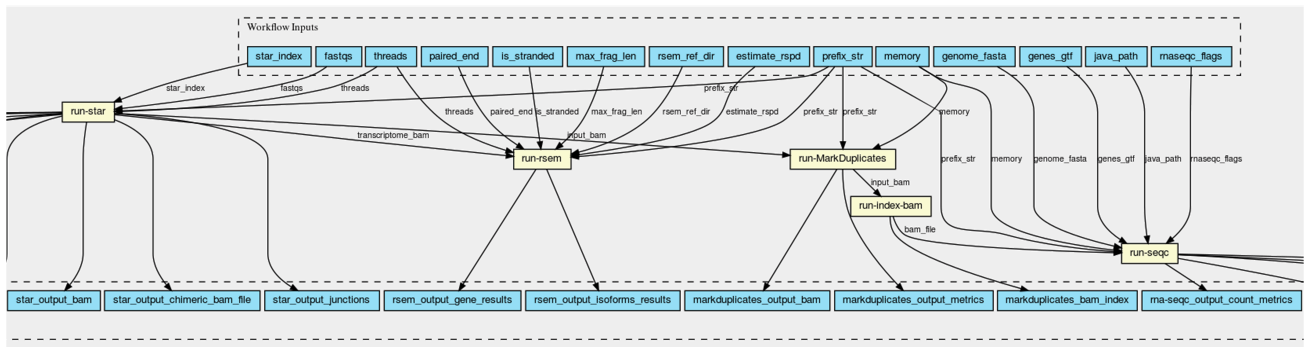 Workflow Inputs
star_index fastqs threads paired_end is_stranded max_frag_len rsem_ref_dir estimate_rspd prefix_str memory genome_fasta genes_gtf java_path rnaseqc_flags
star_index fastqs threads prefix_str
run-star
threads paired_end is_stranded max_frag_len rsem_ref_dir estimate_rspd prefix_str prefix_str memory
transcriptome_bam input_bam
run-rsem run-MarkDuplicates
prefix_str memory genome_fasta genes_gtf java_path rnaseqc_flags
input_bam
run-index-bam
bam_file
run-seqc
star_output_bam star_output_chimeric_bam_file star_output_junctions rsem_output_gene_results rsem_output_isoforms_results markduplicates_output_bam markduplicates_output_metrics markduplicates_bam_index rna-seqc_output_count_metrics